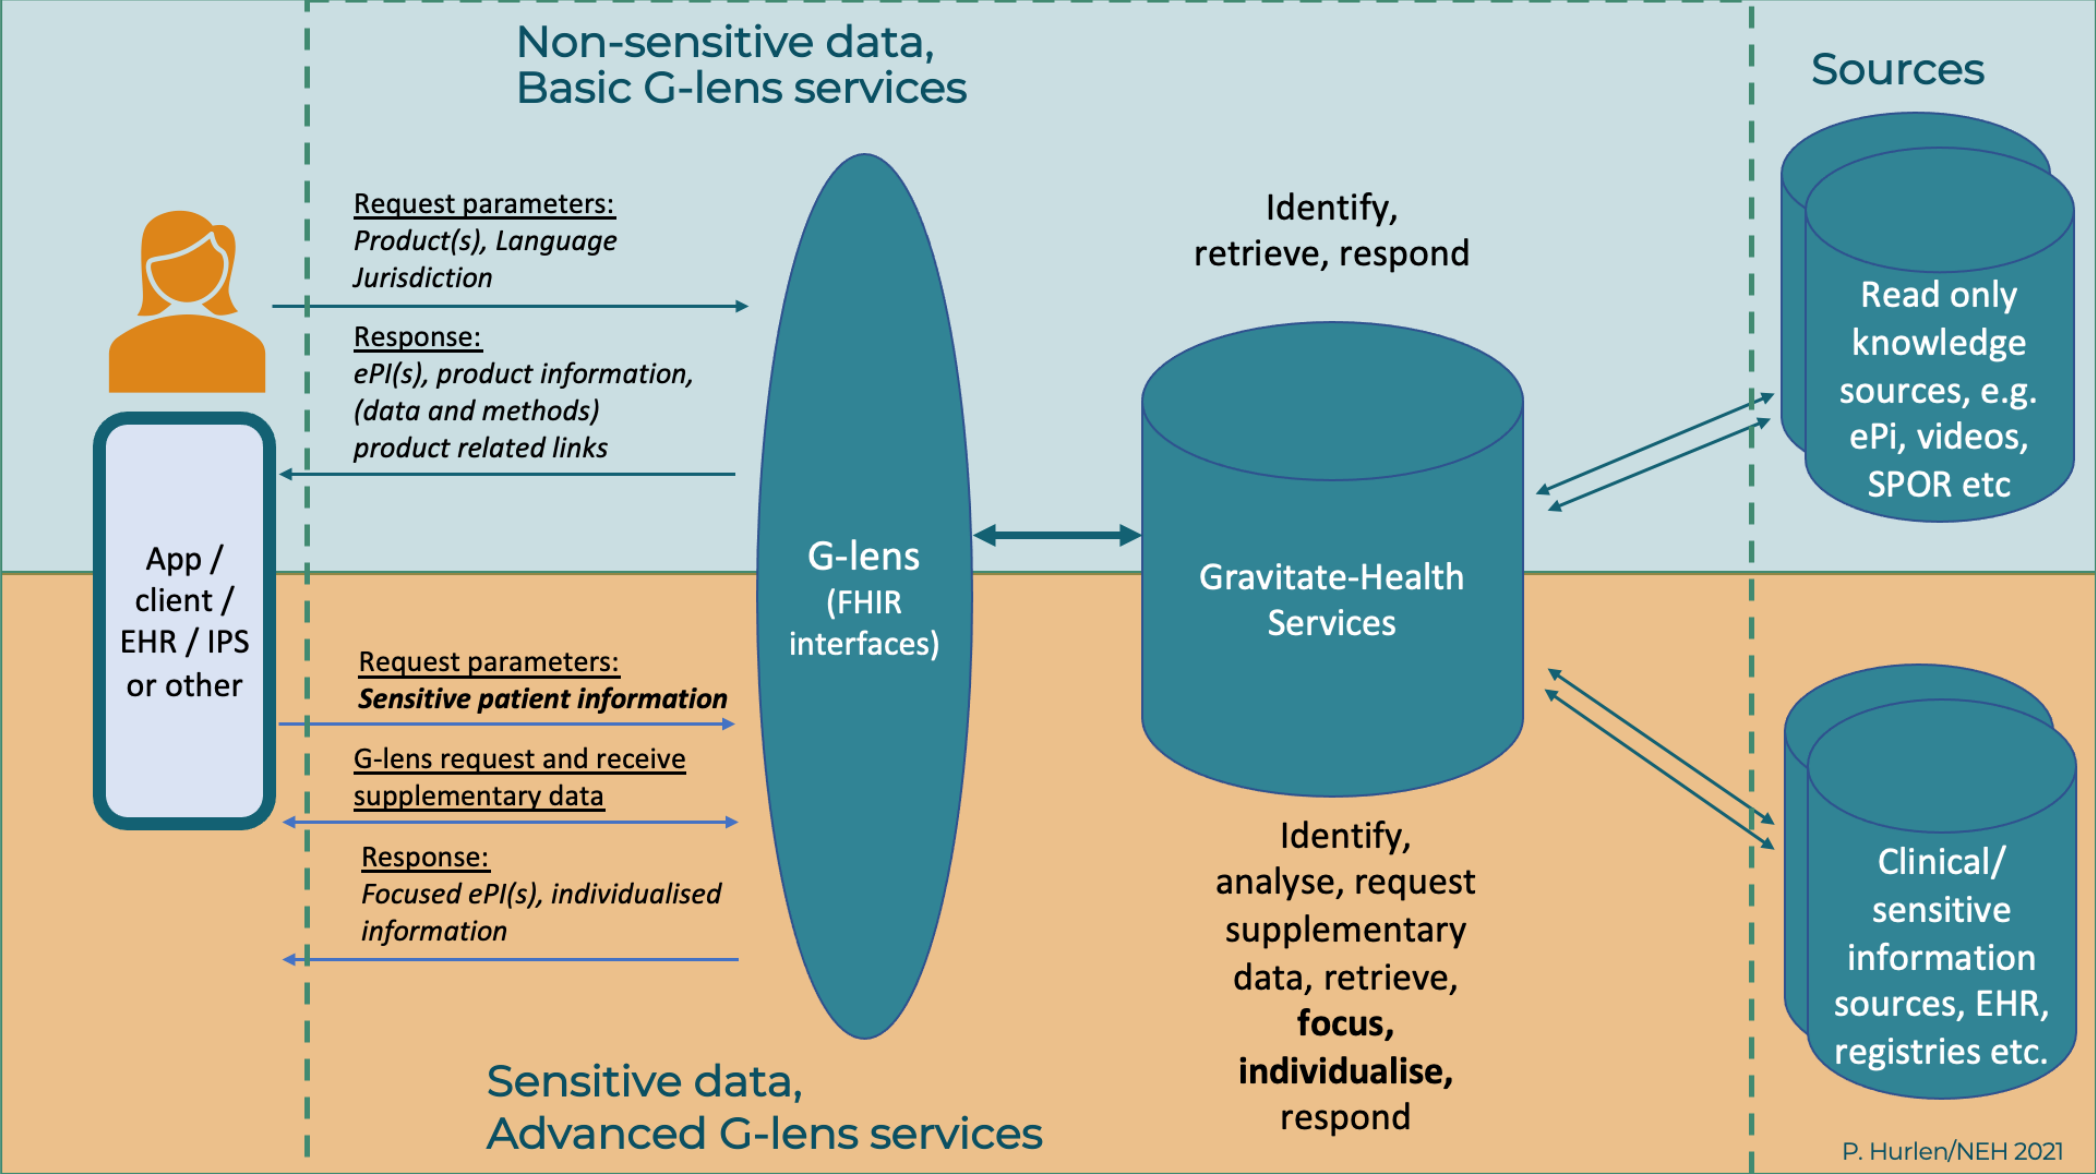 Non-sensitive data,
Basic G-lens services
Sources
Request parameters:
Product(s), Language
Jurisdiction
Response:
ePI(s), product information,
(data and methods)
product related links
Identify,
retrieve, respond
Read only
knowledge
sources, e.g.
ePi, videos,
SPOR etc
App /
client /
EHR / IPS
or other
G-lens
(FHIR
interfaces)
Gravitate-Health
Services
Request parameters:
Sensitive patient information
G-lens request and receive
supplementary data
Response:
Focused ePI(s), individualised
information
Identify,
analyse, request
supplementary
data, retrieve,
focus,
individualise,
respond
Clinical/
sensitive
information
sources, EHR,
registries etc.
Sensitive data,
Advanced G-lens services
P. Hurlen/NEH 2021